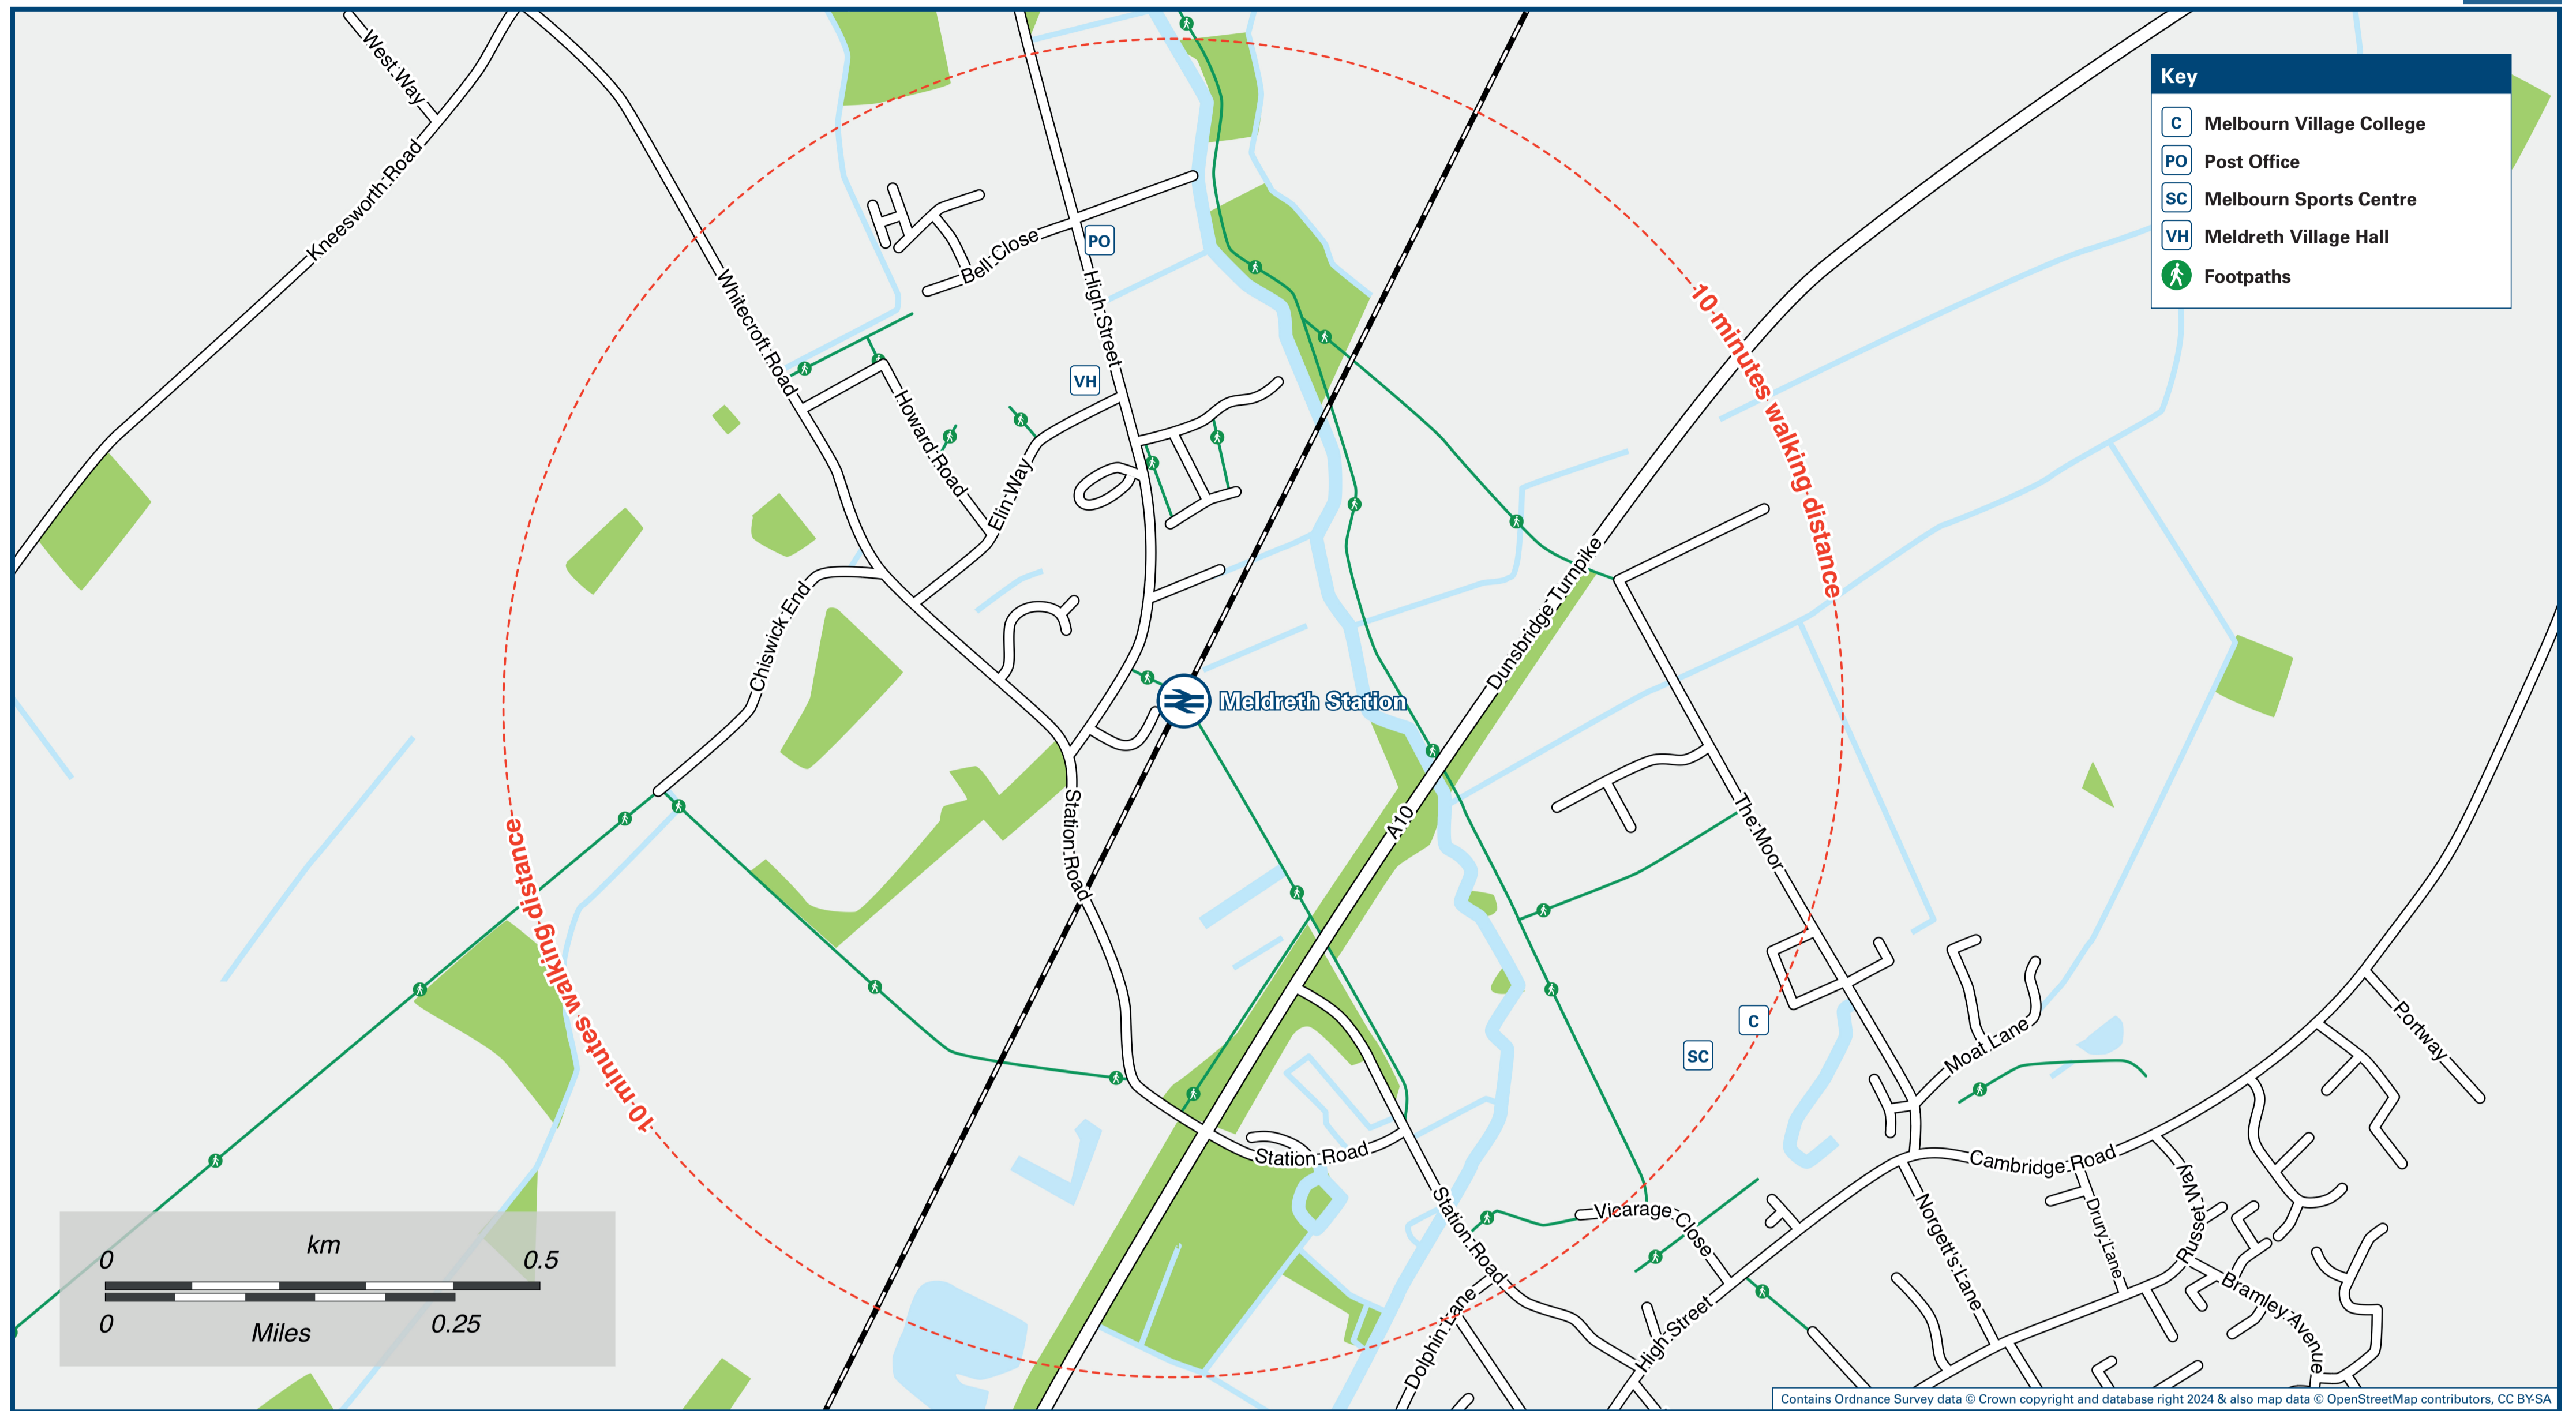 West Way
Kneesworth Road
Key
C Melbourn Village College
PO Post Office
SC Melbourn Sports Centre
VH Meldreth Village Hall
Footpaths
PO
Bell Close
High Street
Whitecroft Road
10 minutes walking distance
VH
Howard Road
Elin Way
Chiswick End
Dunsbridge Turnpike
Meldreth Station
A10
The Moor
Station Road
10 minutes walking distance
C
SC
Moat Lane
Portway
Station Road
Cambridge Road
Vicarage Close
Station Road
Norgett's Lane
Drury Lane
Russet Way
Bramley Avenue
Dolphin Lane
High Street
km
0 0.5
0 Miles 0.25
Contains Ordnance Survey data © Crown copyright and database right 2024 & also map data © OpenStreetMap contributors, CC BY-SA